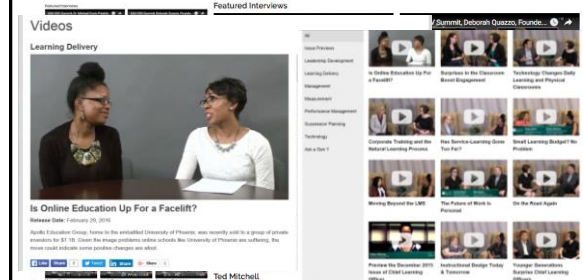 Featured Interviews
Featured Interviews
Summit, Deborah Quazzo, Founde...
Videos
Learning Delivery
Is Online Education Up For a Facelift?
Release Date: February 29, 2016
Apollo Education Group, home to the embattled University of Phoenix, was recently sold to a group of private
investors for $1.1B. Given the image problems online schools like University of Phoenix are suffering, the
move could indicate some positive changes are afoot.
Like
Share
Tweet
Share
Share
Ted Mitchell
All
Issue Previews
Leadership Development
Learning Delivery
Management
Measurement
Performance Management
Succession Planning
Technology
Ask a Gen Y
Is Online Education Up For
a Facelift?
Surprises in the Classroom
Boost Engagement
Technology Changes Daily
Learning and Physical
Classrooms
Corporate Training and the
Natural Learning Process
Has Service-Learning Gone
Too Far?
Small Learning Budget? No
Problem
Moving Beyond the LMS
The Future of Work Is
Personal
On the Road Again
Preview the December 2015
Issue of Chief Learning
Officer
Instructional Design Today
& Tomorrow
Younger Generations
Surprise Chief Learning
Officers